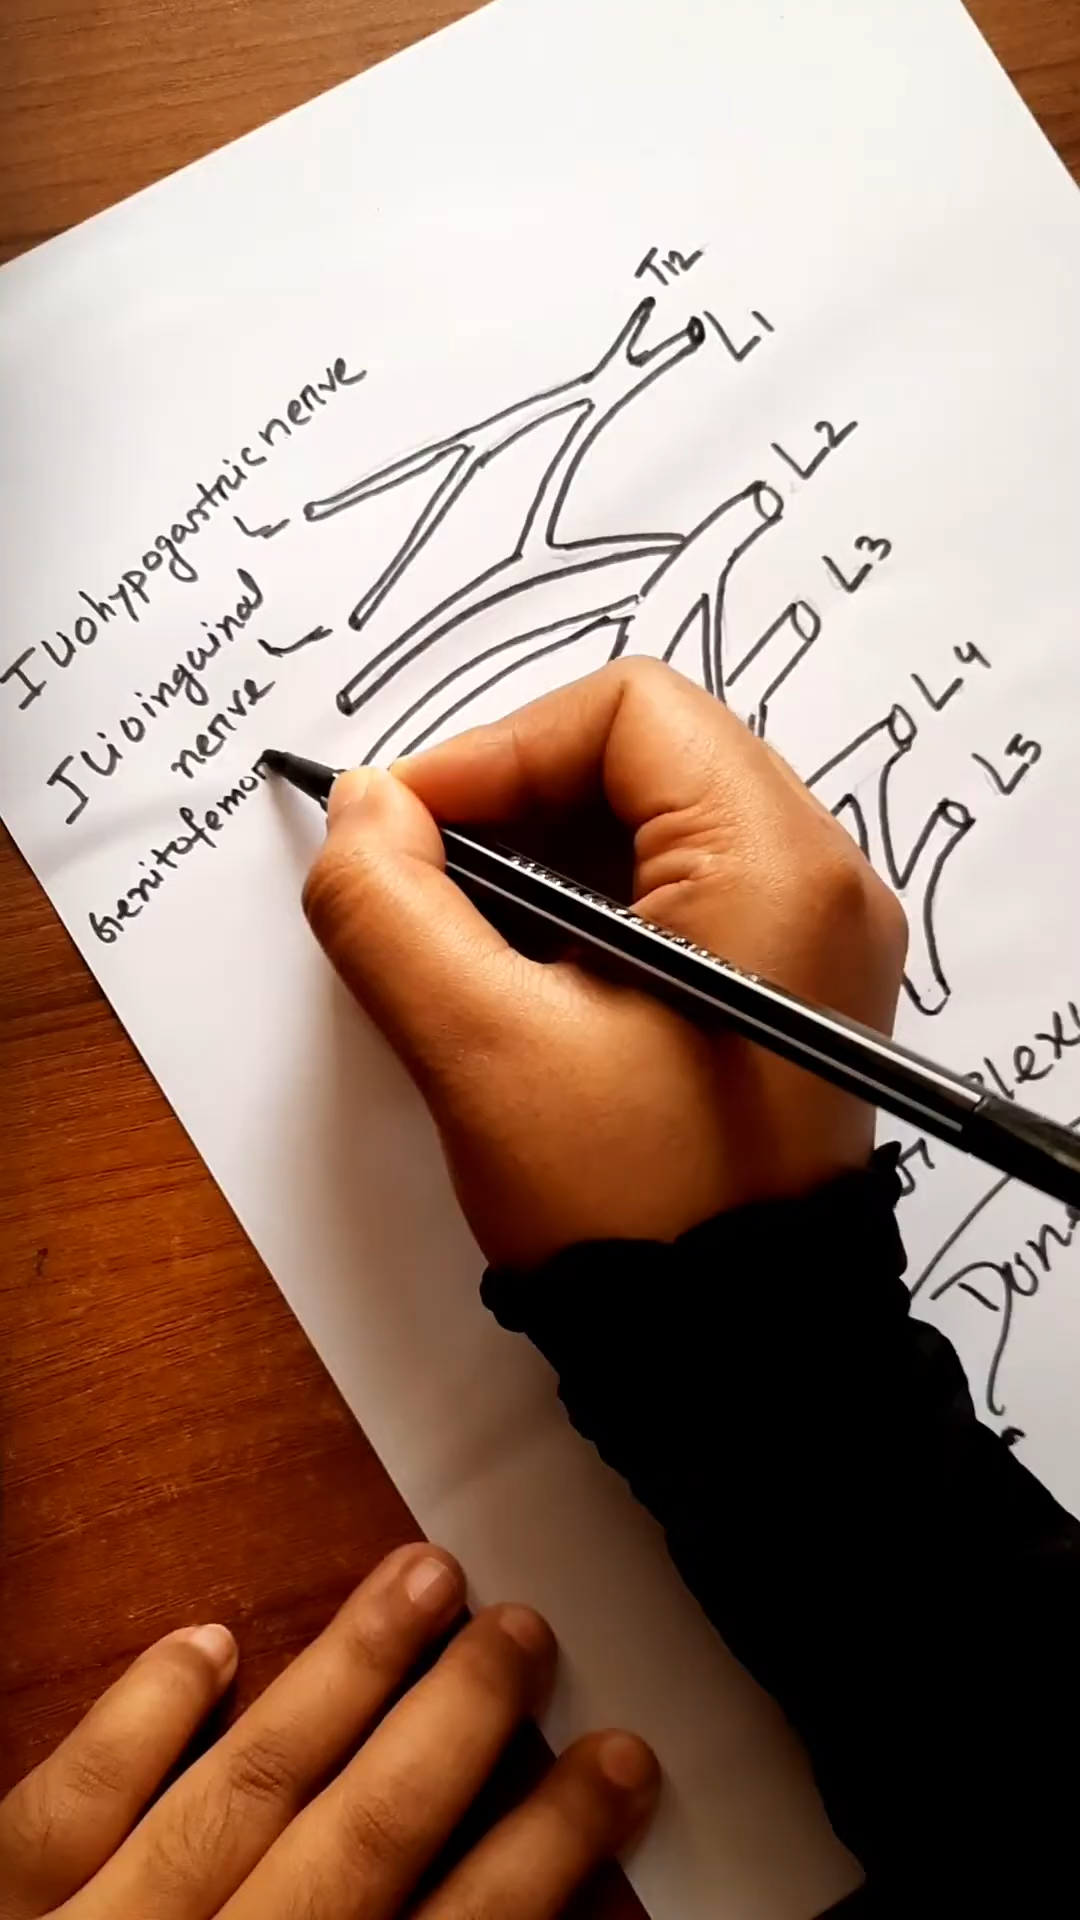 T12
L1
L2
L3
L4
L5
Iliohypogastric nerve
Ilioinguinal
nerve
Genitofemor